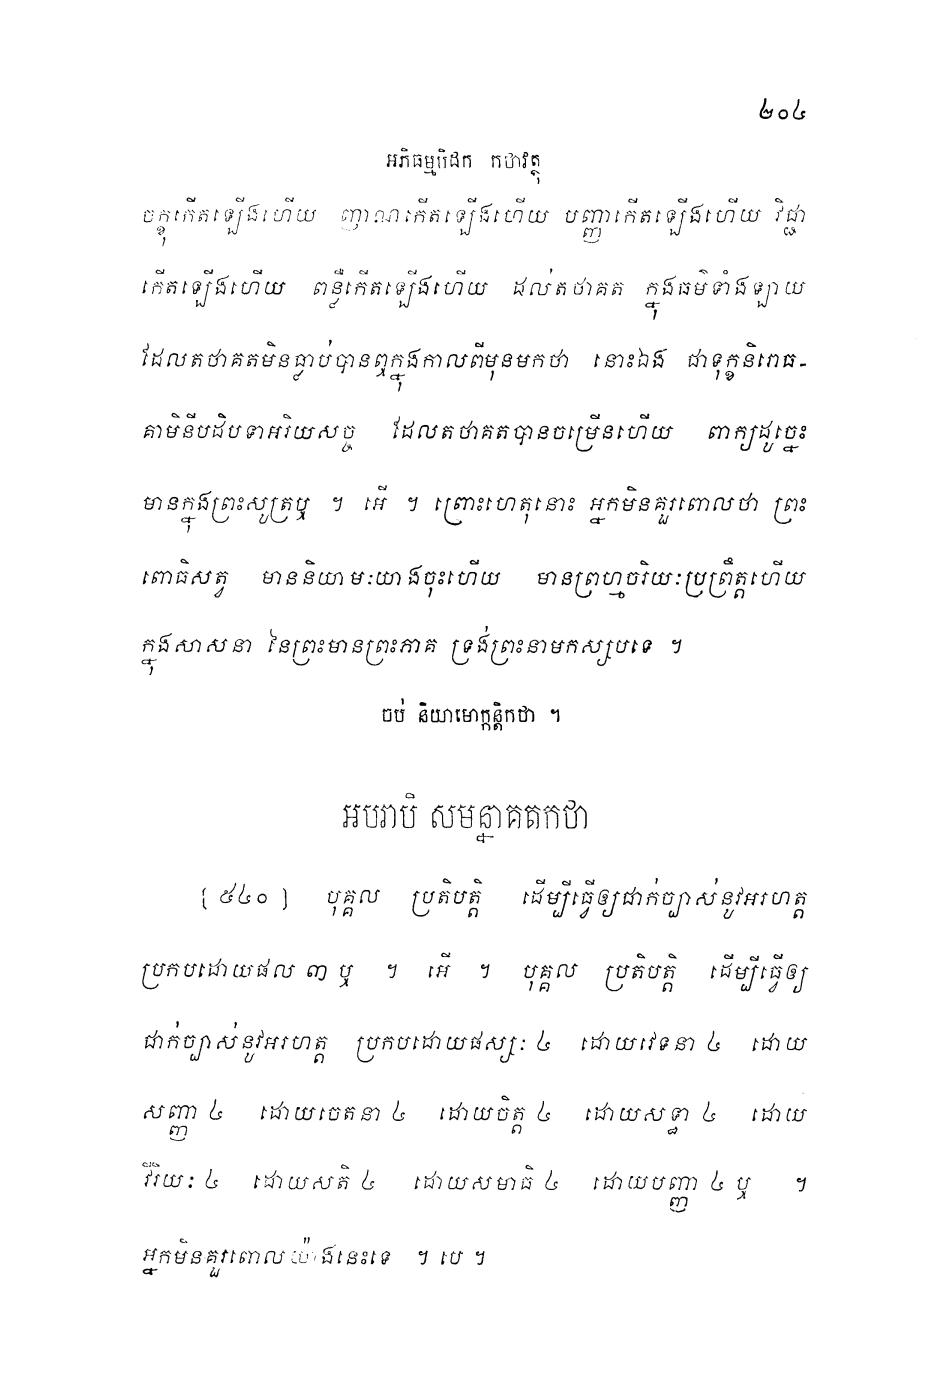 ២០៤
អភិធម្មបិដក កថាវត្ថុ
ចក្ខុកើតឡើងហើយ ញាណកើតឡើងហើយ បញ្ញាកើតឡើងហើយ វិជ្ជា
កើតឡើងហើយ ពន្លឺកើតឡើងហើយ ដល់តថាគត ក្នុងធម៌ទាំងឡាយ
ដែលតថាគតមិនធ្លាប់បានឮក្នុងកាលពីមុនមកថា នោះឯង ជាទុក្ខនិរោធ-
គាមិនីបដិបទាអរិយសច្ច ដែលតថាគតបានចម្រើនហើយ ពាក្យដូច្នេះ
មានក្នុងព្រះសូត្រឬ ។ អើ ។ ព្រោះហេតុនោះ អ្នកមិនគួរពោលថា ព្រះ
ពោធិសត្វ មាននិយាមៈយាងចុះហើយ មានព្រហ្មចរិយៈប្រព្រឹត្តហើយ
ក្នុងសាសនា នៃព្រះមានព្រះភាគ ទ្រង់ព្រះនាមកស្សបទេ ។
ចប់ និយាមោក្កន្តិកថា ។
អបរាបិ សមន្នាគតកថា
[៥៤០] បុគ្គល ប្រតិបត្តិ ដើម្បីធ្វើឲ្យជាក់ច្បាស់នូវអរហត្ត
ប្រកបដោយផល ៣ ឬ ។ អើ ។ បុគ្គល ប្រតិបត្តិ ដើម្បីធ្វើឲ្យ
ជាក់ច្បាស់នូវអរហត្ត ប្រកបដោយផស្សៈ ៤ ដោយវេទនា ៤ ដោយ
សញ្ញា ៤ ដោយចេតនា ៤ ដោយចិត្ត ៤ ដោយសទ្ធា ៤ ដោយ
វីរិយៈ ៤ ដោយសតិ ៤ ដោយសមាធិ ៤ ដោយបញ្ញា ៤ ឬ ។
អ្នកមិនគួរពោលយ៉ាងនេះទេ ។ បេ ។